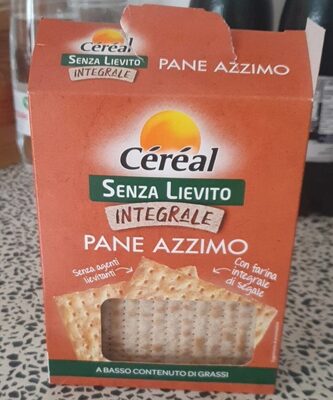 Céréal
SENZA LIEVITO
INTEGRALE
PANE AZZIMO
Céréal
SENZA LIEVITO
INTEGRALE
PANE AZZIMO
Senza agenti
lievitanti
Con farina
integrale
di segale
A BASSO CONTENUTO DI GRASSI